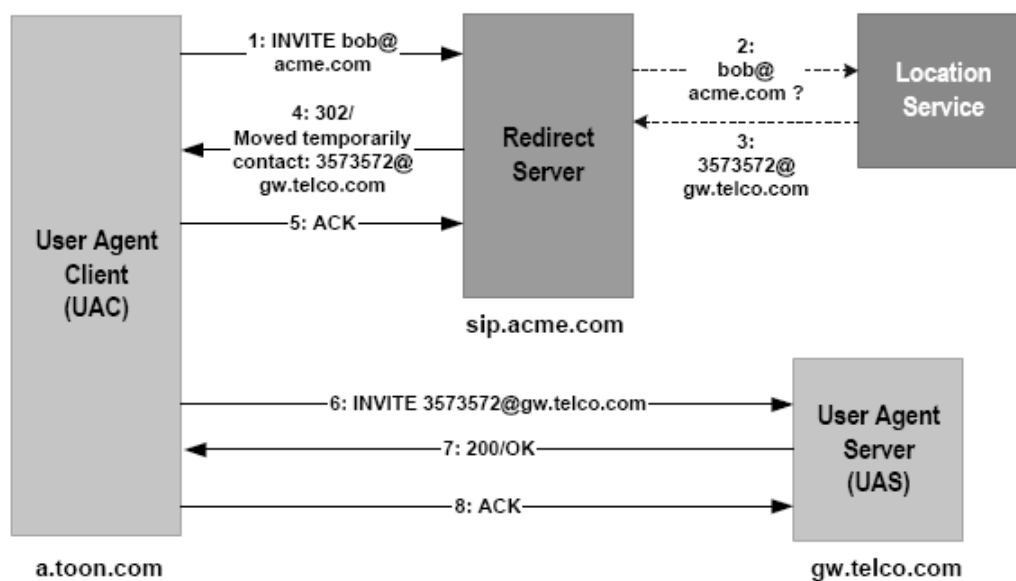 1: INVITE bob@
acme.com
2:
bob@
acme.com ?
Location
Service
4: 302/
Moved temporarily
contact: 3573572@
gw.telco.com
Redirect
Server
3:
3573572@
gw.telco.com
5: ACK
User Agent
Client
(UAC)
sip.acme.com
6: INVITE 3573572@gw.telco.com
7: 200/OK
8: ACK
User Agent
Server
(UAS)
a.toon.com
gw.telco.com